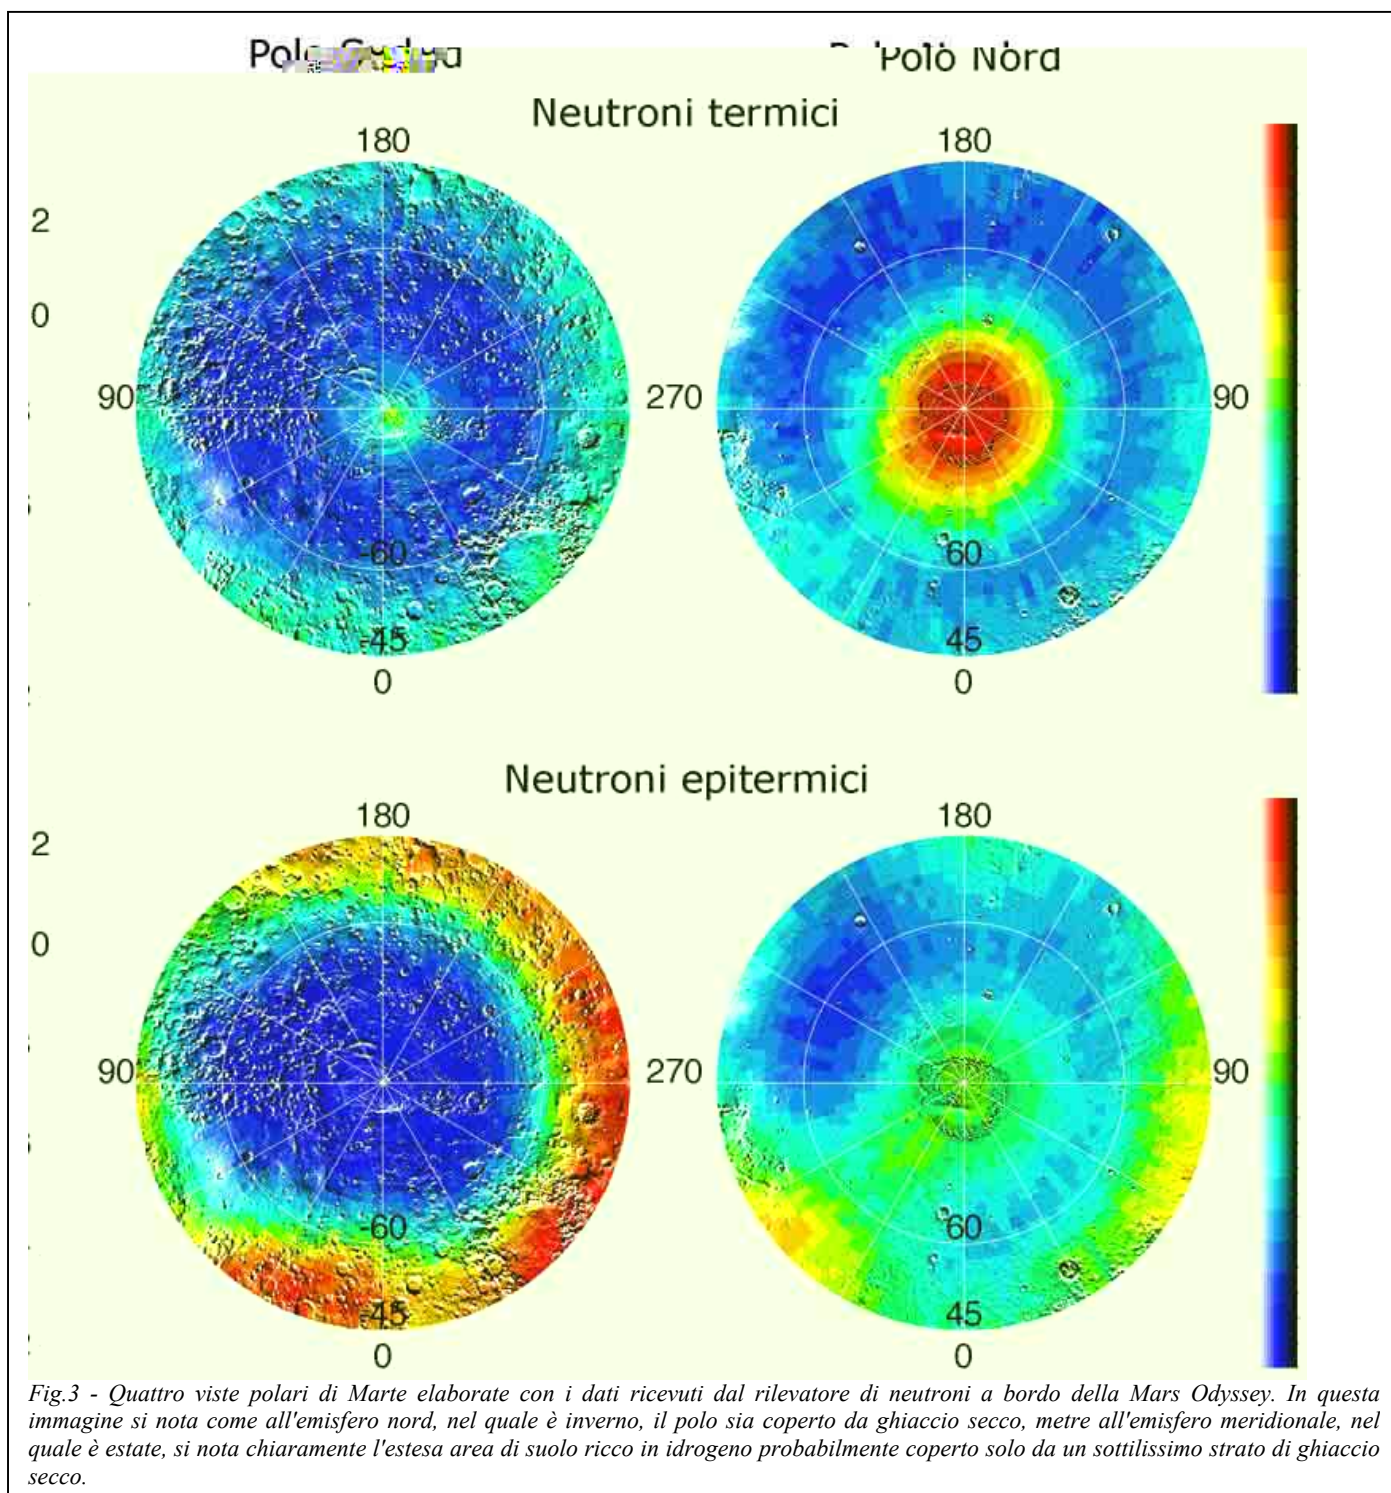 Polo Nord
Neutroni termici
180 180
2
0
90 270 90
-60 60
-45 45
0 0
Neutroni epitermici
180 180
2
0
90 270 90
-60 60
-45 45
0 0
Fig.3 - Quattro viste polari di Marte elaborate con i dati ricevuti dal rilevatore di neutroni a bordo della Mars Odyssey. In questa
immagine si nota come all'emisfero nord, nel quale è inverno, il polo sia coperto da ghiaccio secco, metre all'emisfero meridionale, nel
quale è estate, si nota chiaramente l'estesa area di suolo ricco in idrogeno probabilmente coperto solo da un sottilissimo strato di ghiaccio
secco.